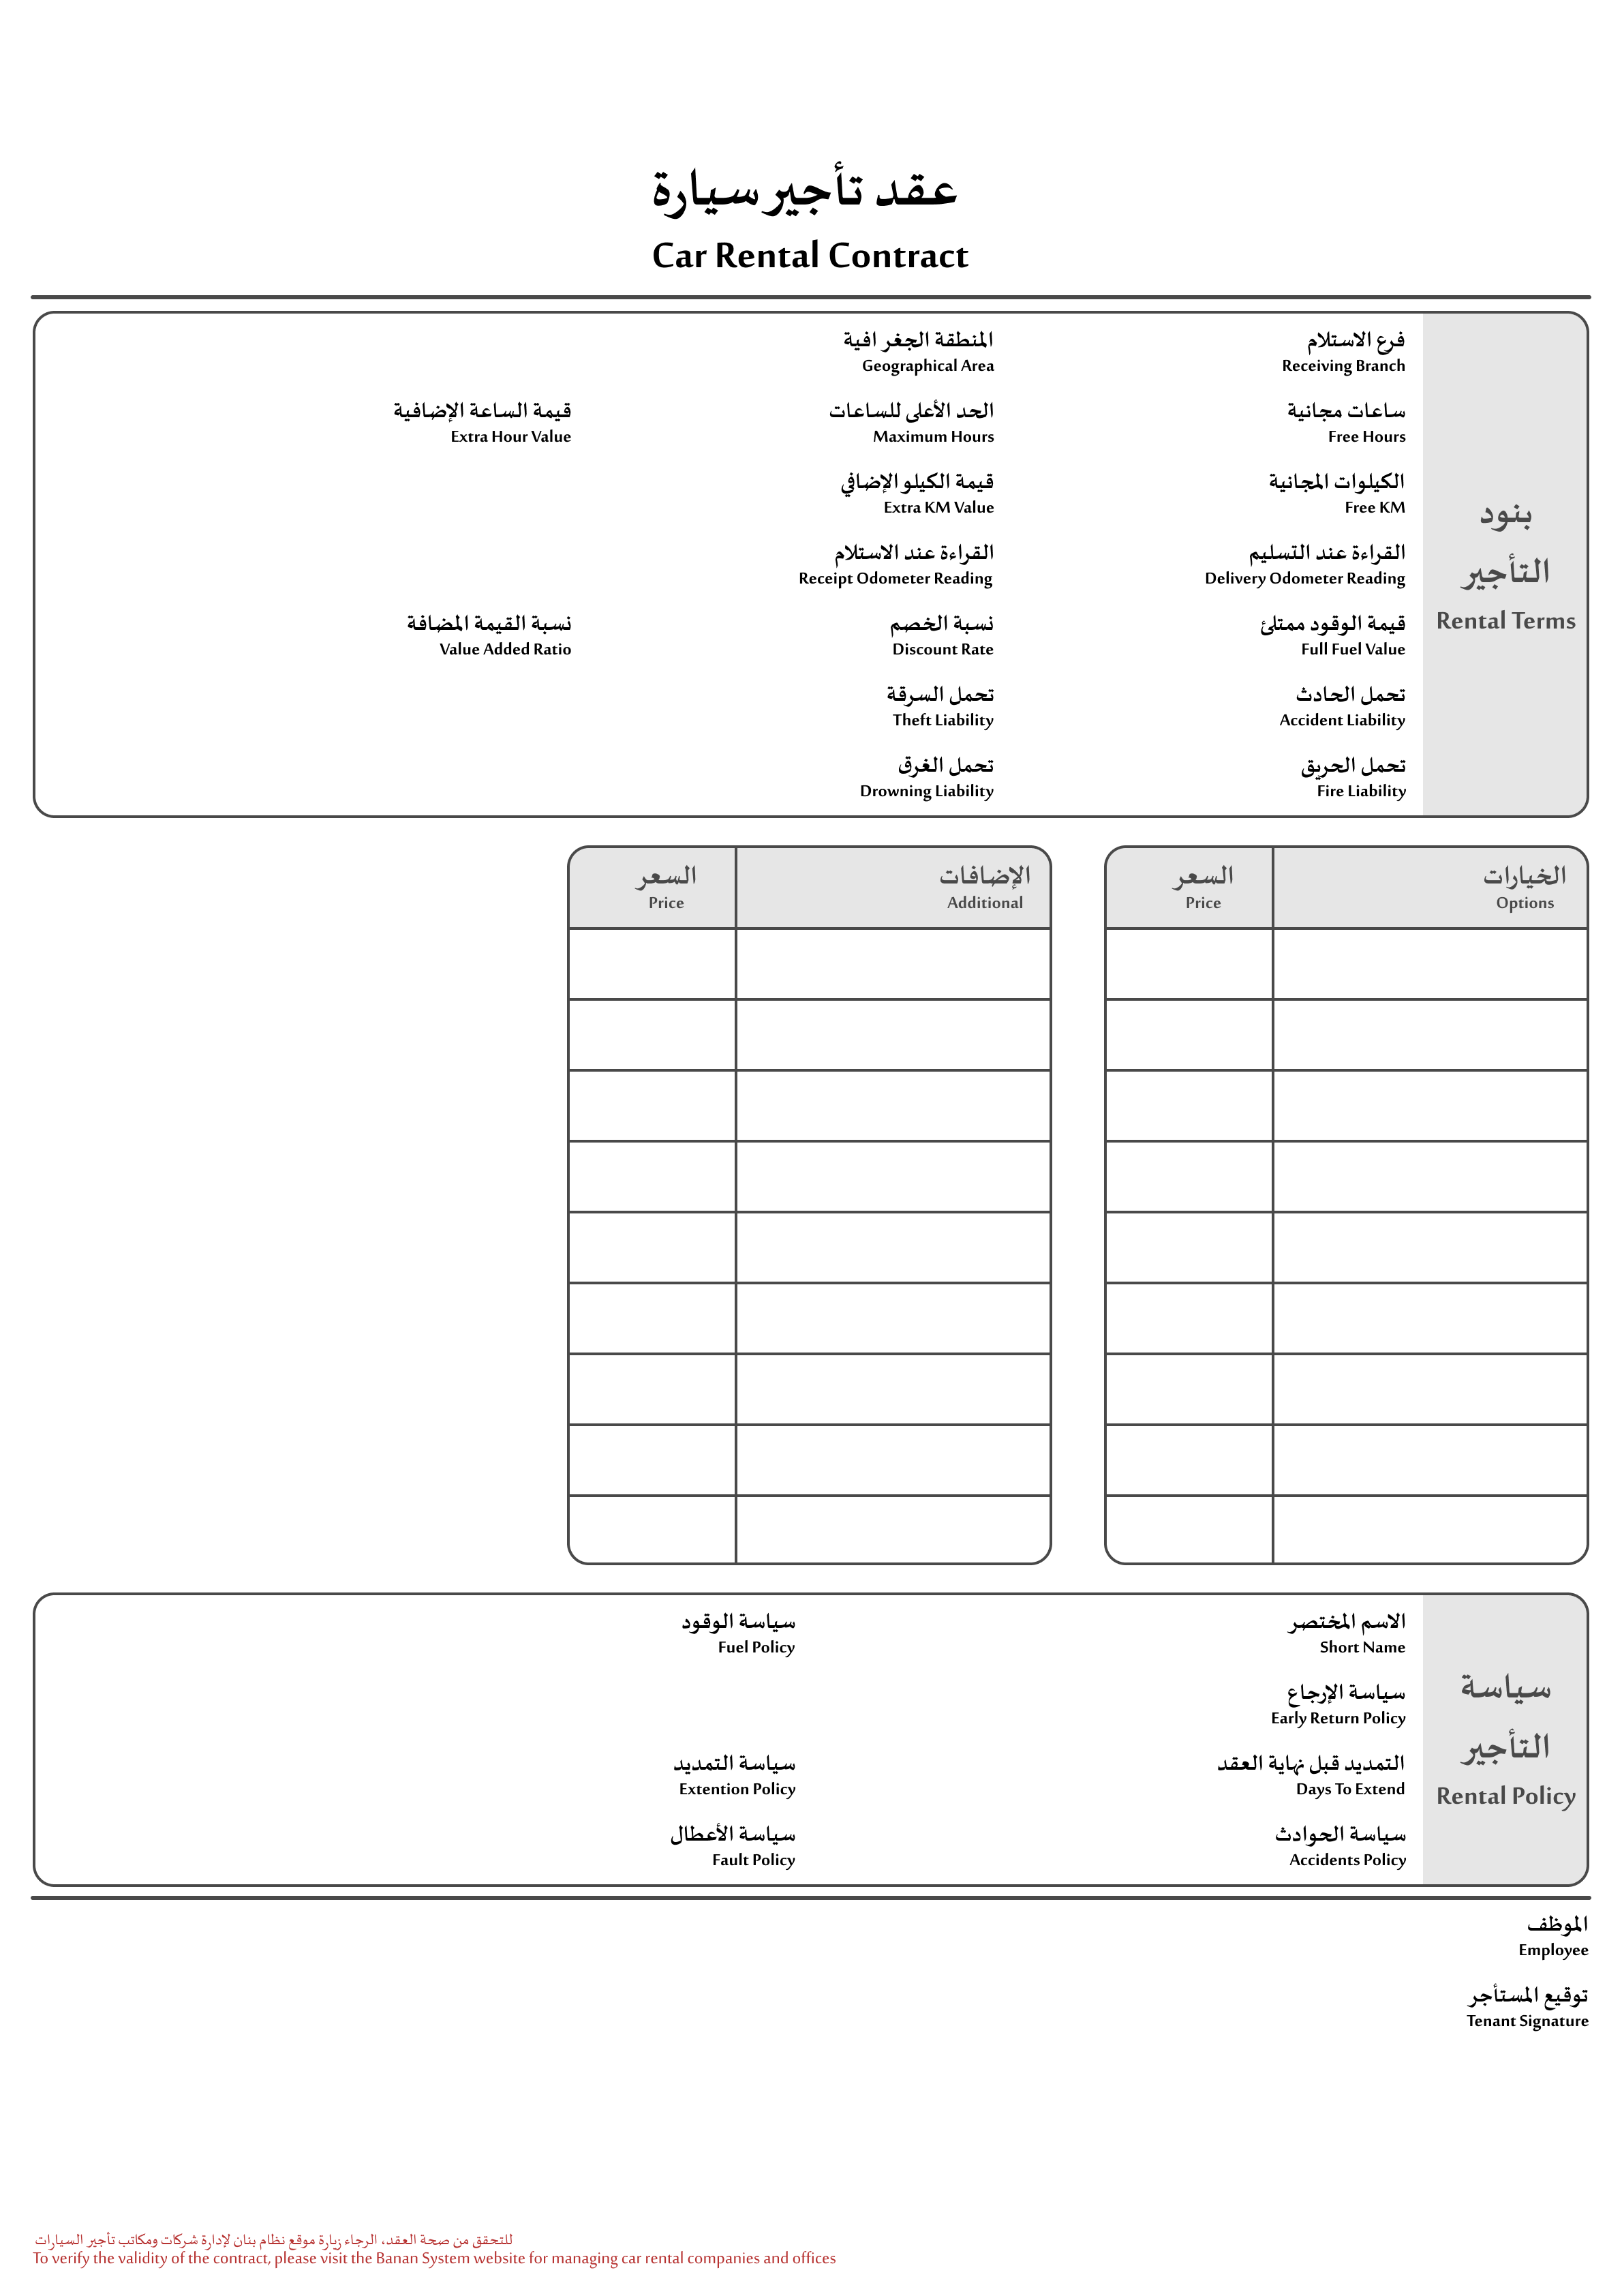 عقد تأجير سيارة
Car Rental Contract
بنود
التأجير
Rental Terms
فرع الاستلام
Receiving Branch
المنطقة الجغرافية
Geographical Area
ساعات مجانية
Free Hours
الحد الأعلى للساعات
Maximum Hours
قيمة الساعة الإضافية
Extra Hour Value
الكيلوات المجانية
Free KM
قيمة الكيلو الإضافي
Extra KM Value
القراءة عند التسليم
Delivery Odometer Reading
القراءة عند الاستلام
Receipt Odometer Reading
قيمة الوقود ممتلئ
Full Fuel Value
نسبة الخصم
Discount Rate
نسبة القيمة المضافة
Value Added Ratio
تحمل الحادث
Accident Liability
تحمل السرقة
Theft Liability
تحمل الحريق
Fire Liability
تحمل الغرق
Drowning Liability
الخيارات
Options
السعر
Price
الإضافات
Additional
السعر
Price
سياسة
التأجير
Rental Policy
الاسم المختصر
Short Name
سياسة الوقود
Fuel Policy
سياسة الإرجاع
Early Return Policy
التمديد قبل نهاية العقد
Days To Extend
سياسة التمديد
Extention Policy
سياسة الحوادث
Accidents Policy
سياسة الأعطال
Fault Policy
الموظف
Employee
توقيع المستأجر
Tenant Signature
للتحقق من صحة العقد، الرجاء زيارة موقع نظام بنان لإدارة شركات ومكاتب تأجير السيارات
To verify the validity of the contract, please visit the Banan System website for managing car rental companies and offices